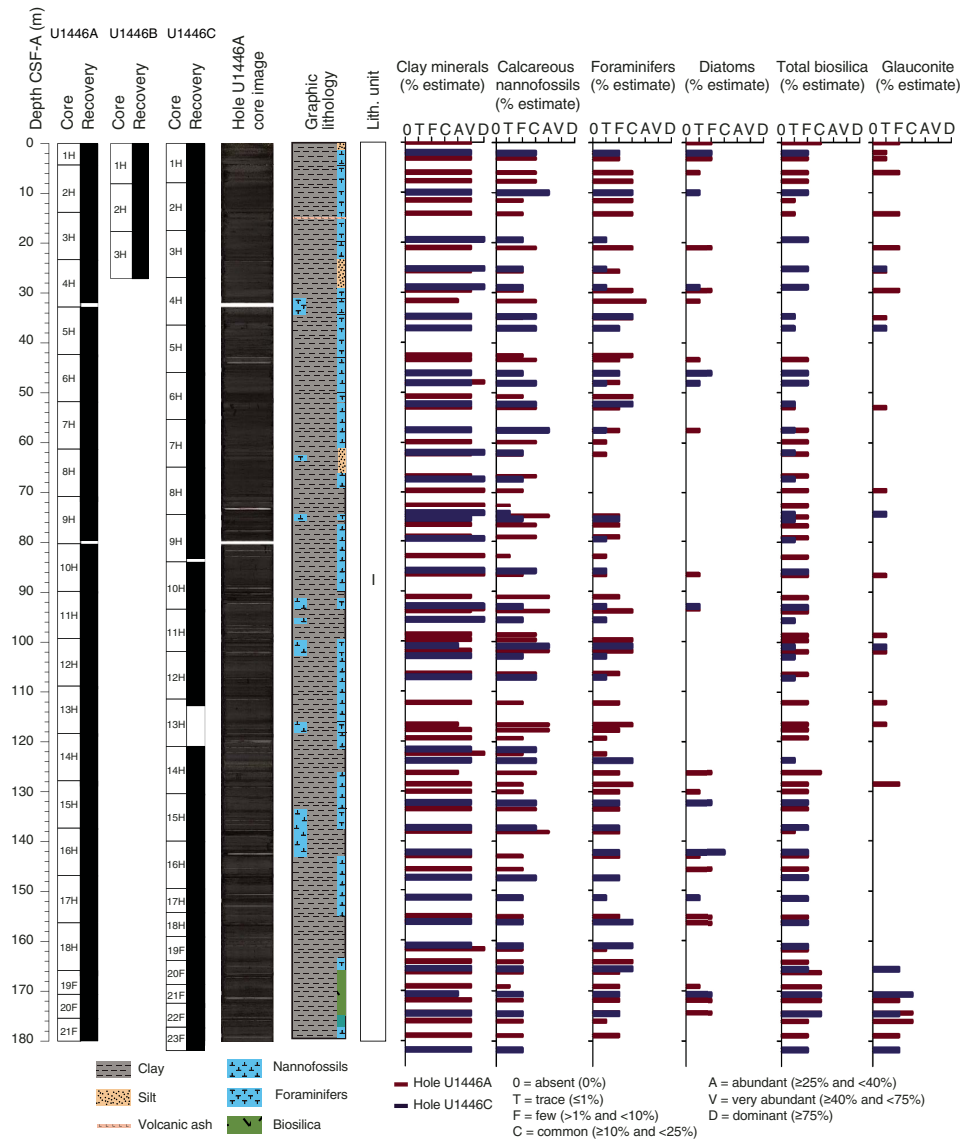 Depth CSF-A (m)
U1446A
U1446B
U1446C
Core
Recovery
Core
Recovery
Core
Recovery
Hole U1446A
core image
Graphic
lithology
Lith. unit
Clay minerals
(% estimate)
Calcareous
nannofossils
(% estimate)
Foraminifers
(% estimate)
Diatoms
(% estimate)
Total biosilica
(% estimate)
Glauconite
(% estimate)
0 T F C A V D
0 T F C A V D
0 T F C A V D
0 T F C A V D
0 T F C A V D
0 T F C A V D
0
10
20
30
40
50
60
70
80
90
100
110
120
130
140
150
160
170
180
1H
2H
3H
4H
5H
6H
7H
8H
9H
10H
11H
12H
13H
14H
15H
16H
17H
18H
19F
20F
21F
1H
2H
3H
1H
2H
3H
4H
5H
6H
7H
8H
9H
10H
11H
12H
13H
14H
15H
16H
17H
18H
19F
20F
21F
22F
23F
I
Clay
Silt
Volcanic ash
Nannofossils
Foraminifers
Biosilica
Hole U1446A
Hole U1446C
0 = absent (0%)
T = trace (≤1%)
F = few (>1% and <10%)
C = common (≥10% and <25%)
A = abundant (≥25% and <40%)
V = very abundant (≥40% and <75%)
D = dominant (≥75%)